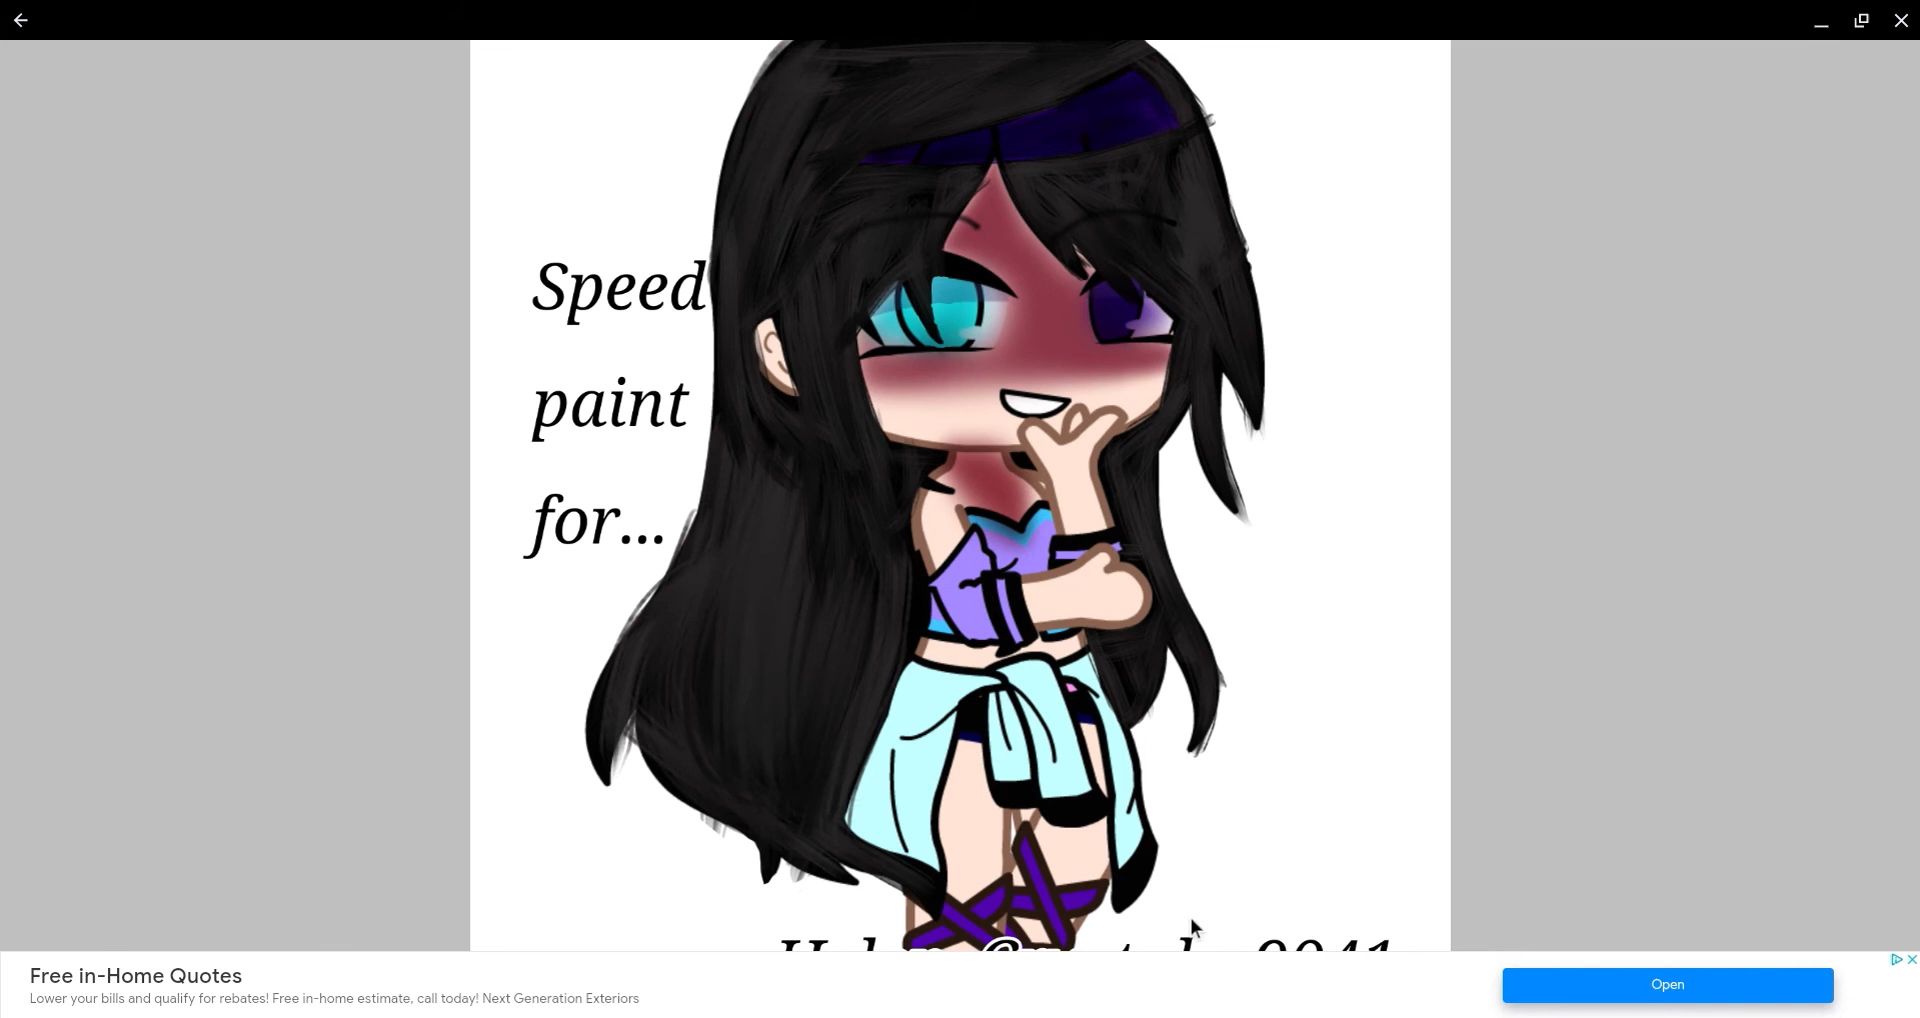 Speed
paint
for...
Free in-Home Quotes
Lower your bills and qualify for rebates! Free in-home estimate, call today! Next Generation Exteriors
Open